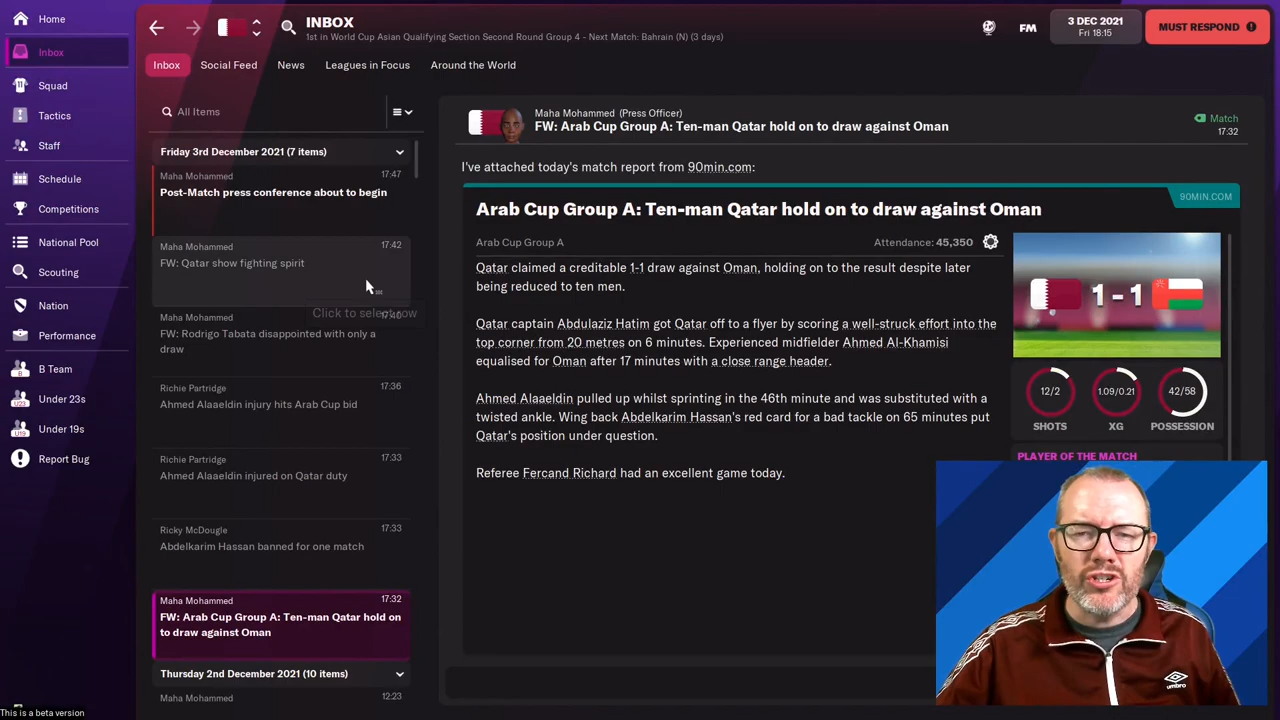 Home
Inbox
Squad
Tactics
Staff
Schedule
Competitions
National Pool
Scouting
Nation
Performance
B Team
Under 23s
Under 19s
Report Bug
This is a beta version
INBOX
1st in World Cup Asian Qualifying Section Second Round Group 4 - Next Match: Bahrain (N) (3 days)
FM
3 DEC 2021
Fri 18:15
MUST RESPOND
Inbox
Social Feed
News
Leagues in Focus
Around the World
All Items
Friday 3rd December 2021 (7 items)
Maha Mohammed 17:47
Post-Match press conference about to begin
Maha Mohammed 17:42
FW: Qatar show fighting spirit
Click to select row
Maha Mohammed 17:40
FW: Rodrigo Tabata disappointed with only a
draw
Richie Partridge 17:36
Ahmed Alaaeldin injury hits Arab Cup bid
Richie Partridge 17:33
Ahmed Alaaeldin injured on Qatar duty
Ricky McDougle 17:33
Abdelkarim Hassan banned for one match
Maha Mohammed 17:32
FW: Arab Cup Group A: Ten-man Qatar hold on
to draw against Oman
Thursday 2nd December 2021 (10 items)
Maha Mohammed 12:23
Maha Mohammed (Press Officer)
FW: Arab Cup Group A: Ten-man Qatar hold on to draw against Oman
Match
17:32
I've attached today's match report from 90min.com:
90MIN.COM
Arab Cup Group A: Ten-man Qatar hold on to draw against Oman
Arab Cup Group A
Attendance: 45,350
Qatar claimed a creditable 1-1 draw against Oman, holding on to the result despite later
being reduced to ten men.
Qatar captain Abdulaziz Hatim got Qatar off to a flyer by scoring a well-struck effort into the
top corner from 20 metres on 6 minutes. Experienced midfielder Ahmed Al-Khamisi
equalised for Oman after 17 minutes with a close range header.
Ahmed Alaaeldin pulled up whilst sprinting in the 46th minute and was substituted with a
twisted ankle. Wing back Abdelkarim Hassan's red card for a bad tackle on 65 minutes put
Qatar's position under question.
Referee Fercand Richard had an excellent game today.
1-1
12/2
1.09/0.21
42/58
SHOTS
XG
POSSESSION
PLAYER OF THE MATCH
umbro